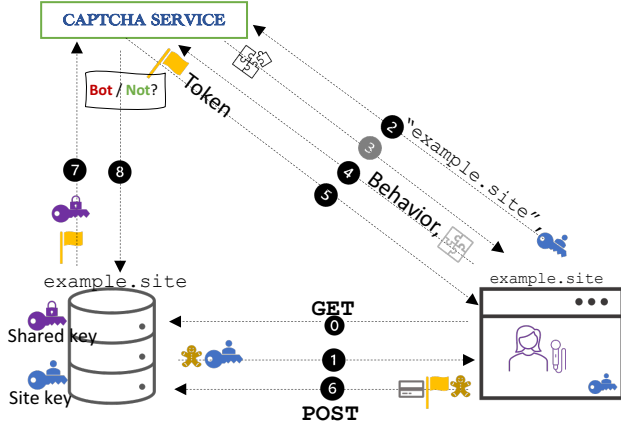 CAPTCHA SERVICE
Bot / Not?
Token
2
"example.site",
3
4
Behavior,
5
7
8
example.site
example.site
GET
0
Shared key
1
Site key
6
POST